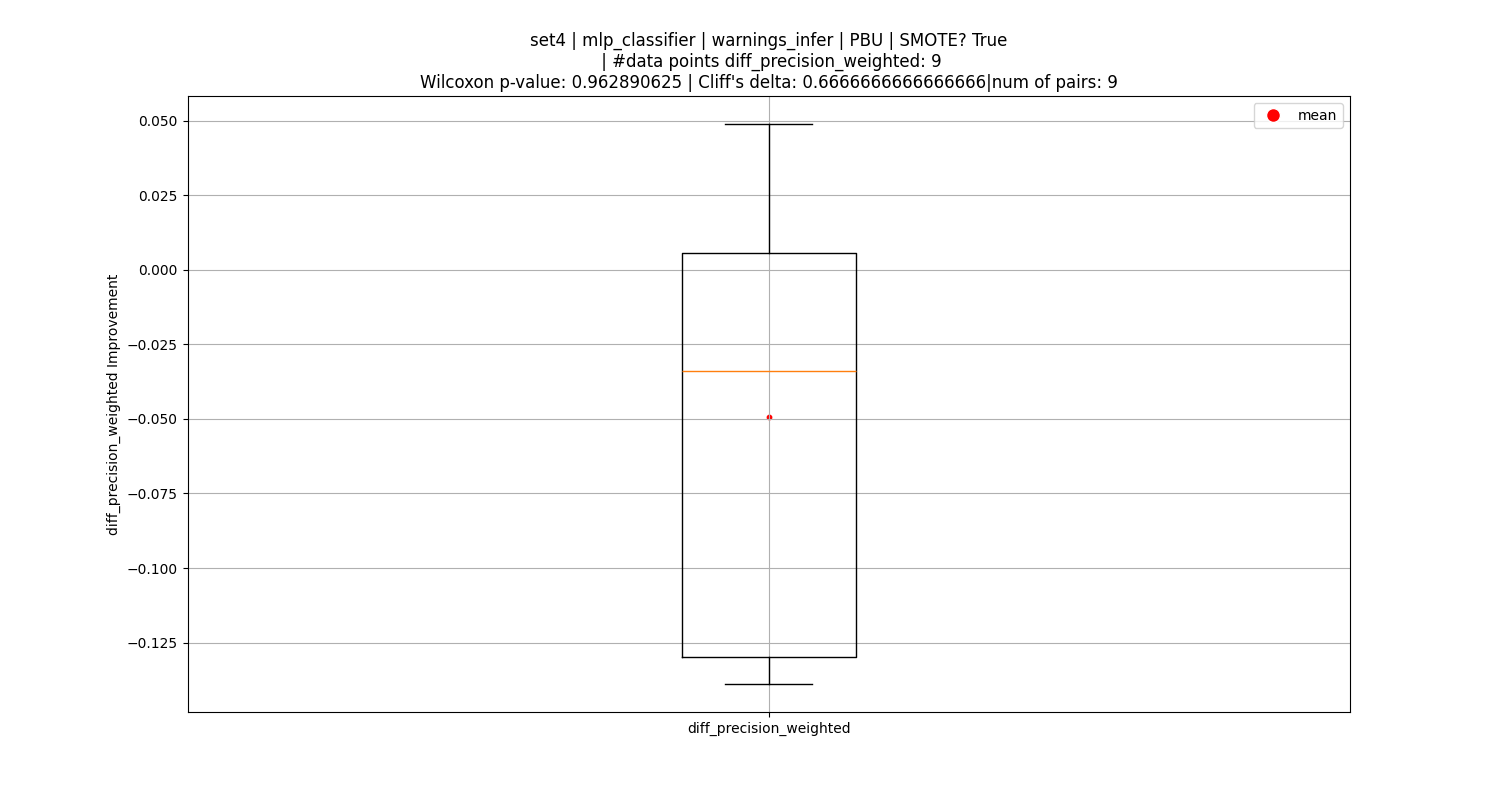 set4 | mlp_classifier | warnings_infer | PBU | SMOTE? True
| #data points diff_precision_weighted: 9
Wilcoxon p-value: 0.962890625 | Cliff's delta: 0.6666666666666666|num of pairs: 9
mean
0.050
0.025
0.000
−0.025
−0.050
−0.075
−0.100
−0.125
diff_precision_weighted Improvement
diff_precision_weighted